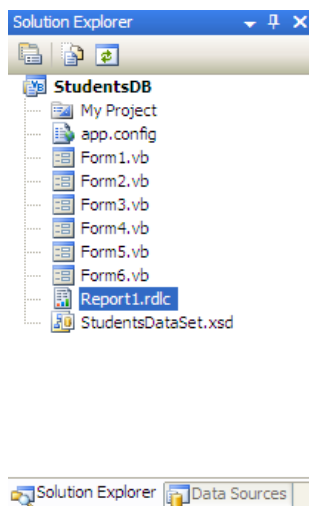 Solution Explorer
StudentsDB
My Project
app.config
Form1.vb
Form2.vb
Form3.vb
Form4.vb
Form5.vb
Form6.vb
Report1.rdlc
StudentsDataSet.xsd
Solution Explorer Data Sources